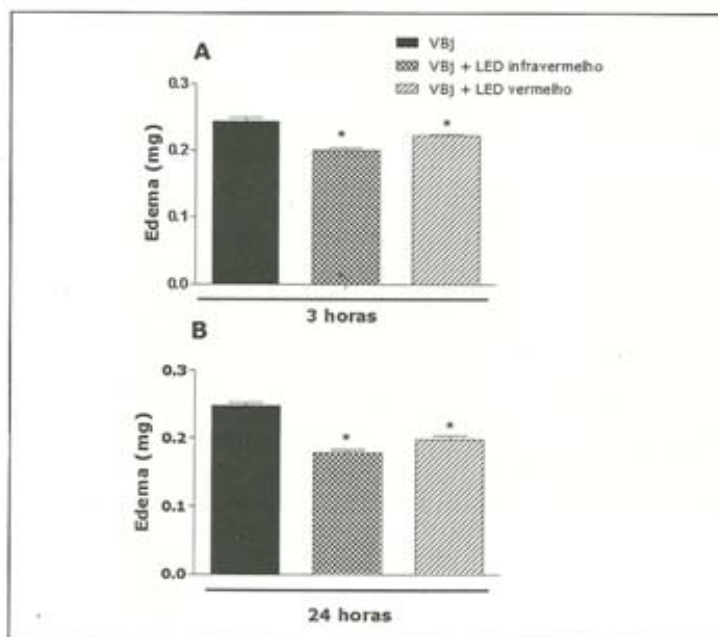 A
VBj
VBj + LED infravermelho
VBj + LED vermelho
Edema (mg)
0.3
0.2
0.1
0.0
*
*
3 horas
B
Edema (mg)
0.3
0.2
0.1
0.0
*
*
24 horas